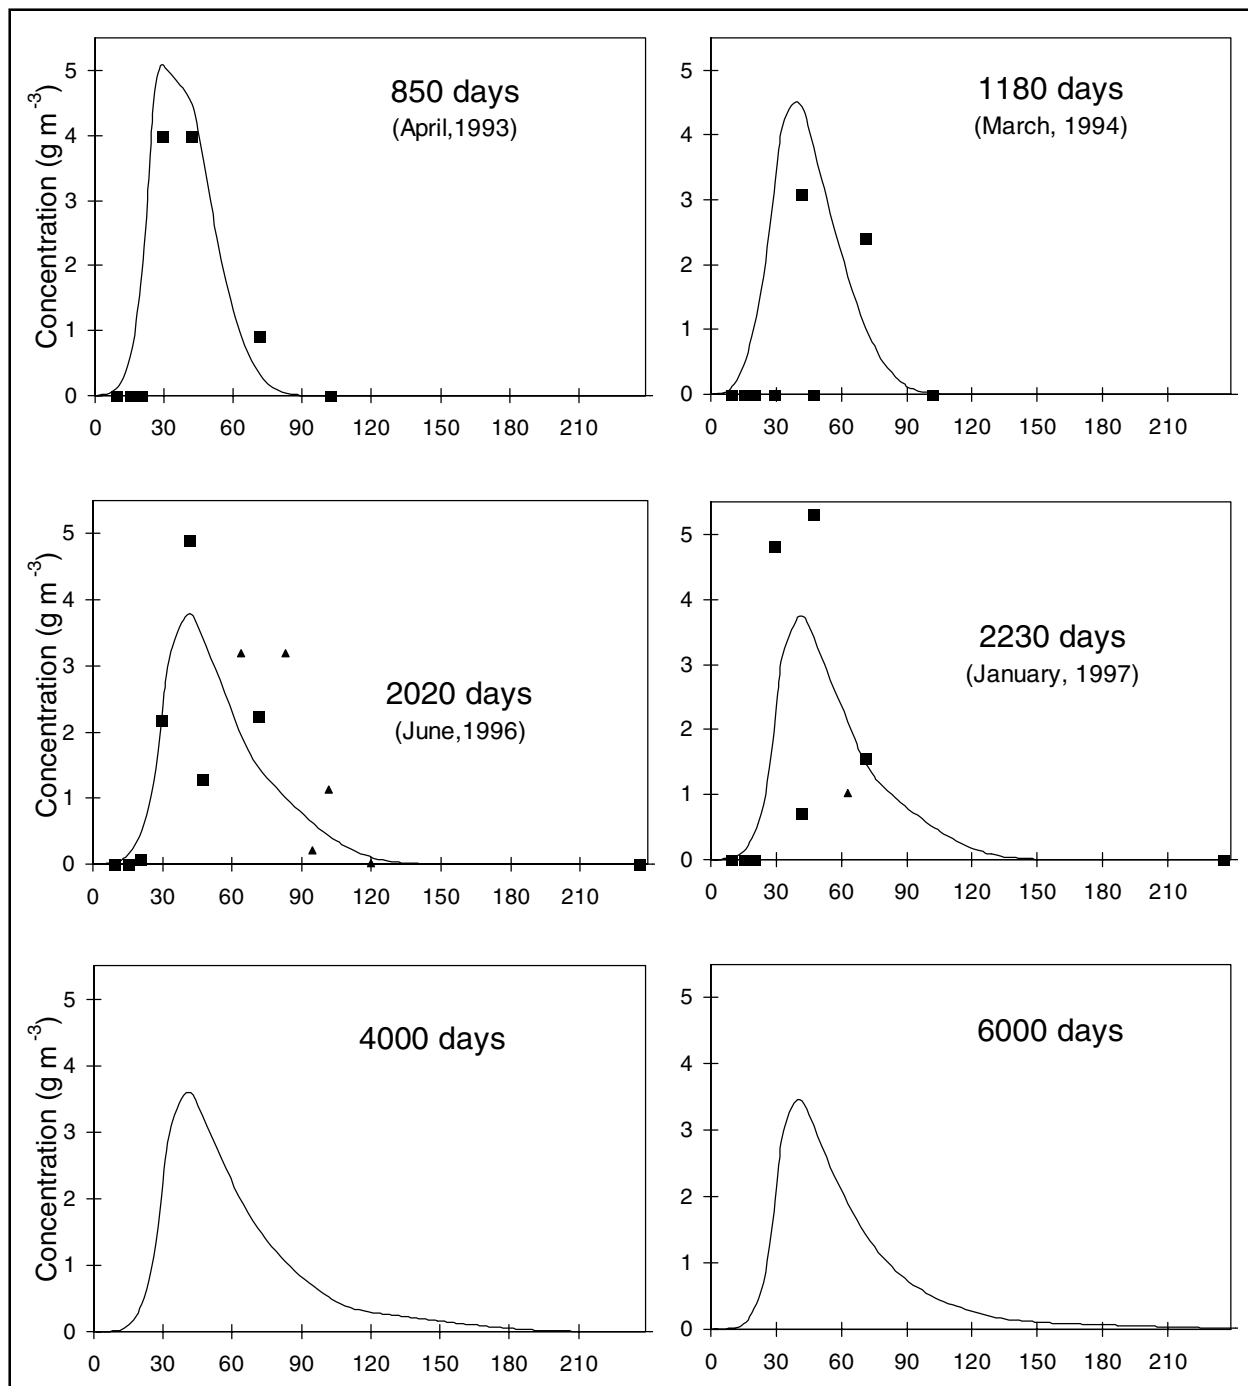 850 days
(April,1993)
Concentration (g m -3)
5
4
3
2
1
0
0 30 60 90 120 150 180 210
1180 days
(March, 1994)
5
4
3
2
1
0
0 30 60 90 120 150 180 210
2020 days
(June,1996)
Concentration (g m -3)
5
4
3
2
1
0
0 30 60 90 120 150 180 210
2230 days
(January, 1997)
5
4
3
2
1
0
0 30 60 90 120 150 180 210
4000 days
Concentration (g m -3)
5
4
3
2
1
0
0 30 60 90 120 150 180 210
6000 days
5
4
3
2
1
0
0 30 60 90 120 150 180 210